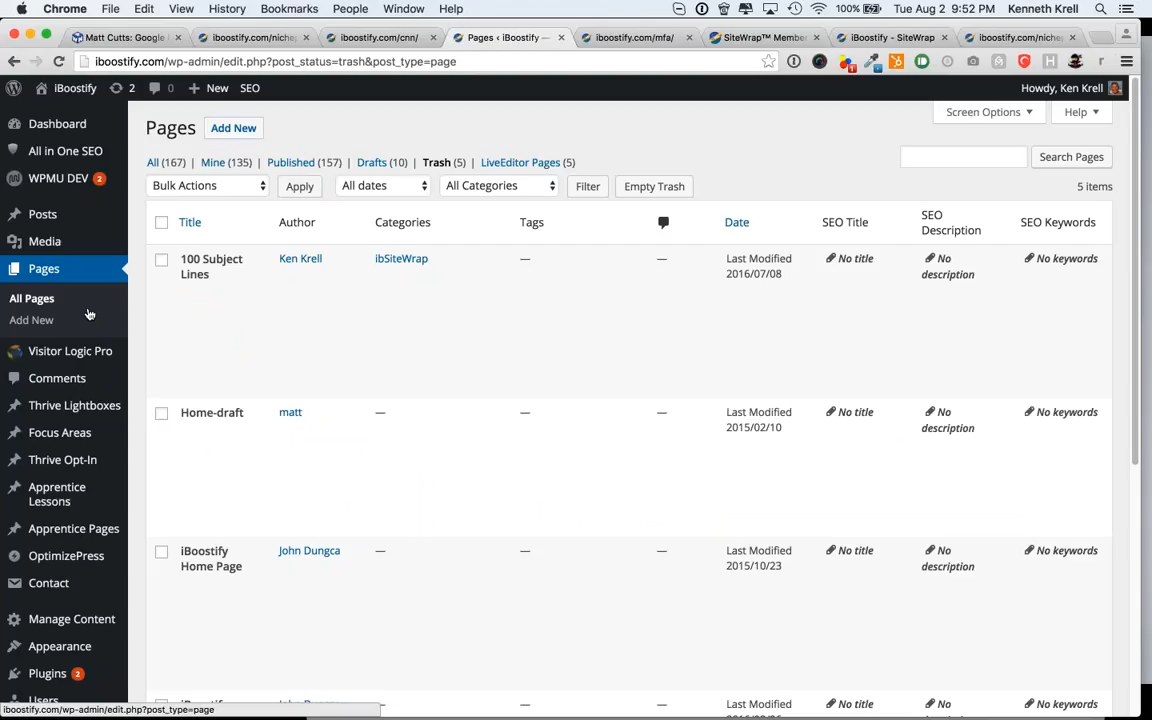 Chrome File Edit View History Bookmarks People Window Help 100% Tue Aug 2 9:52 PM Kenneth Krell
Matt Cutts: Google iboostify.com/nichep iboostify.com/cnn/ Pages ‹ iBoostify — iboostify.com/mfa/ SiteWrap™ Membe iBoostify - SiteWrap iboostify.com/nichep
iboostify.com/wp-admin/edit.php?post_status=trash&post_type=page
iBoostify 2 0 New SEO Howdy, Ken Krell
Dashboard
All in One SEO
WPMU DEV 2
Posts
Media
Pages
All Pages
Add New
Visitor Logic Pro
Comments
Thrive Lightboxes
Focus Areas
Thrive Opt-In
Apprentice
Lessons
Apprentice Pages
OptimizePress
Contact
Manage Content
Appearance
Plugins 2
Users
iboostify.com/wp-admin/edit.php?post_type=page
Screen Options Help
Pages Add New
All (167) | Mine (135) | Published (157) | Drafts (10) | Trash (5) | LiveEditor Pages (5)
Search Pages
Bulk Actions Apply All dates All Categories Filter Empty Trash 5 items
Title Author Categories Tags Date SEO Title SEO Description SEO Keywords
100 Subject Lines Ken Krell ibSiteWrap — — Last Modified 2016/07/08 No title No description No keywords
Home-draft matt — — — Last Modified 2015/02/10 No title No description No keywords
iBoostify Home Page John Dungca — — — Last Modified 2015/10/23 No title No description No keywords
— — — Last Modified No title No No keywords